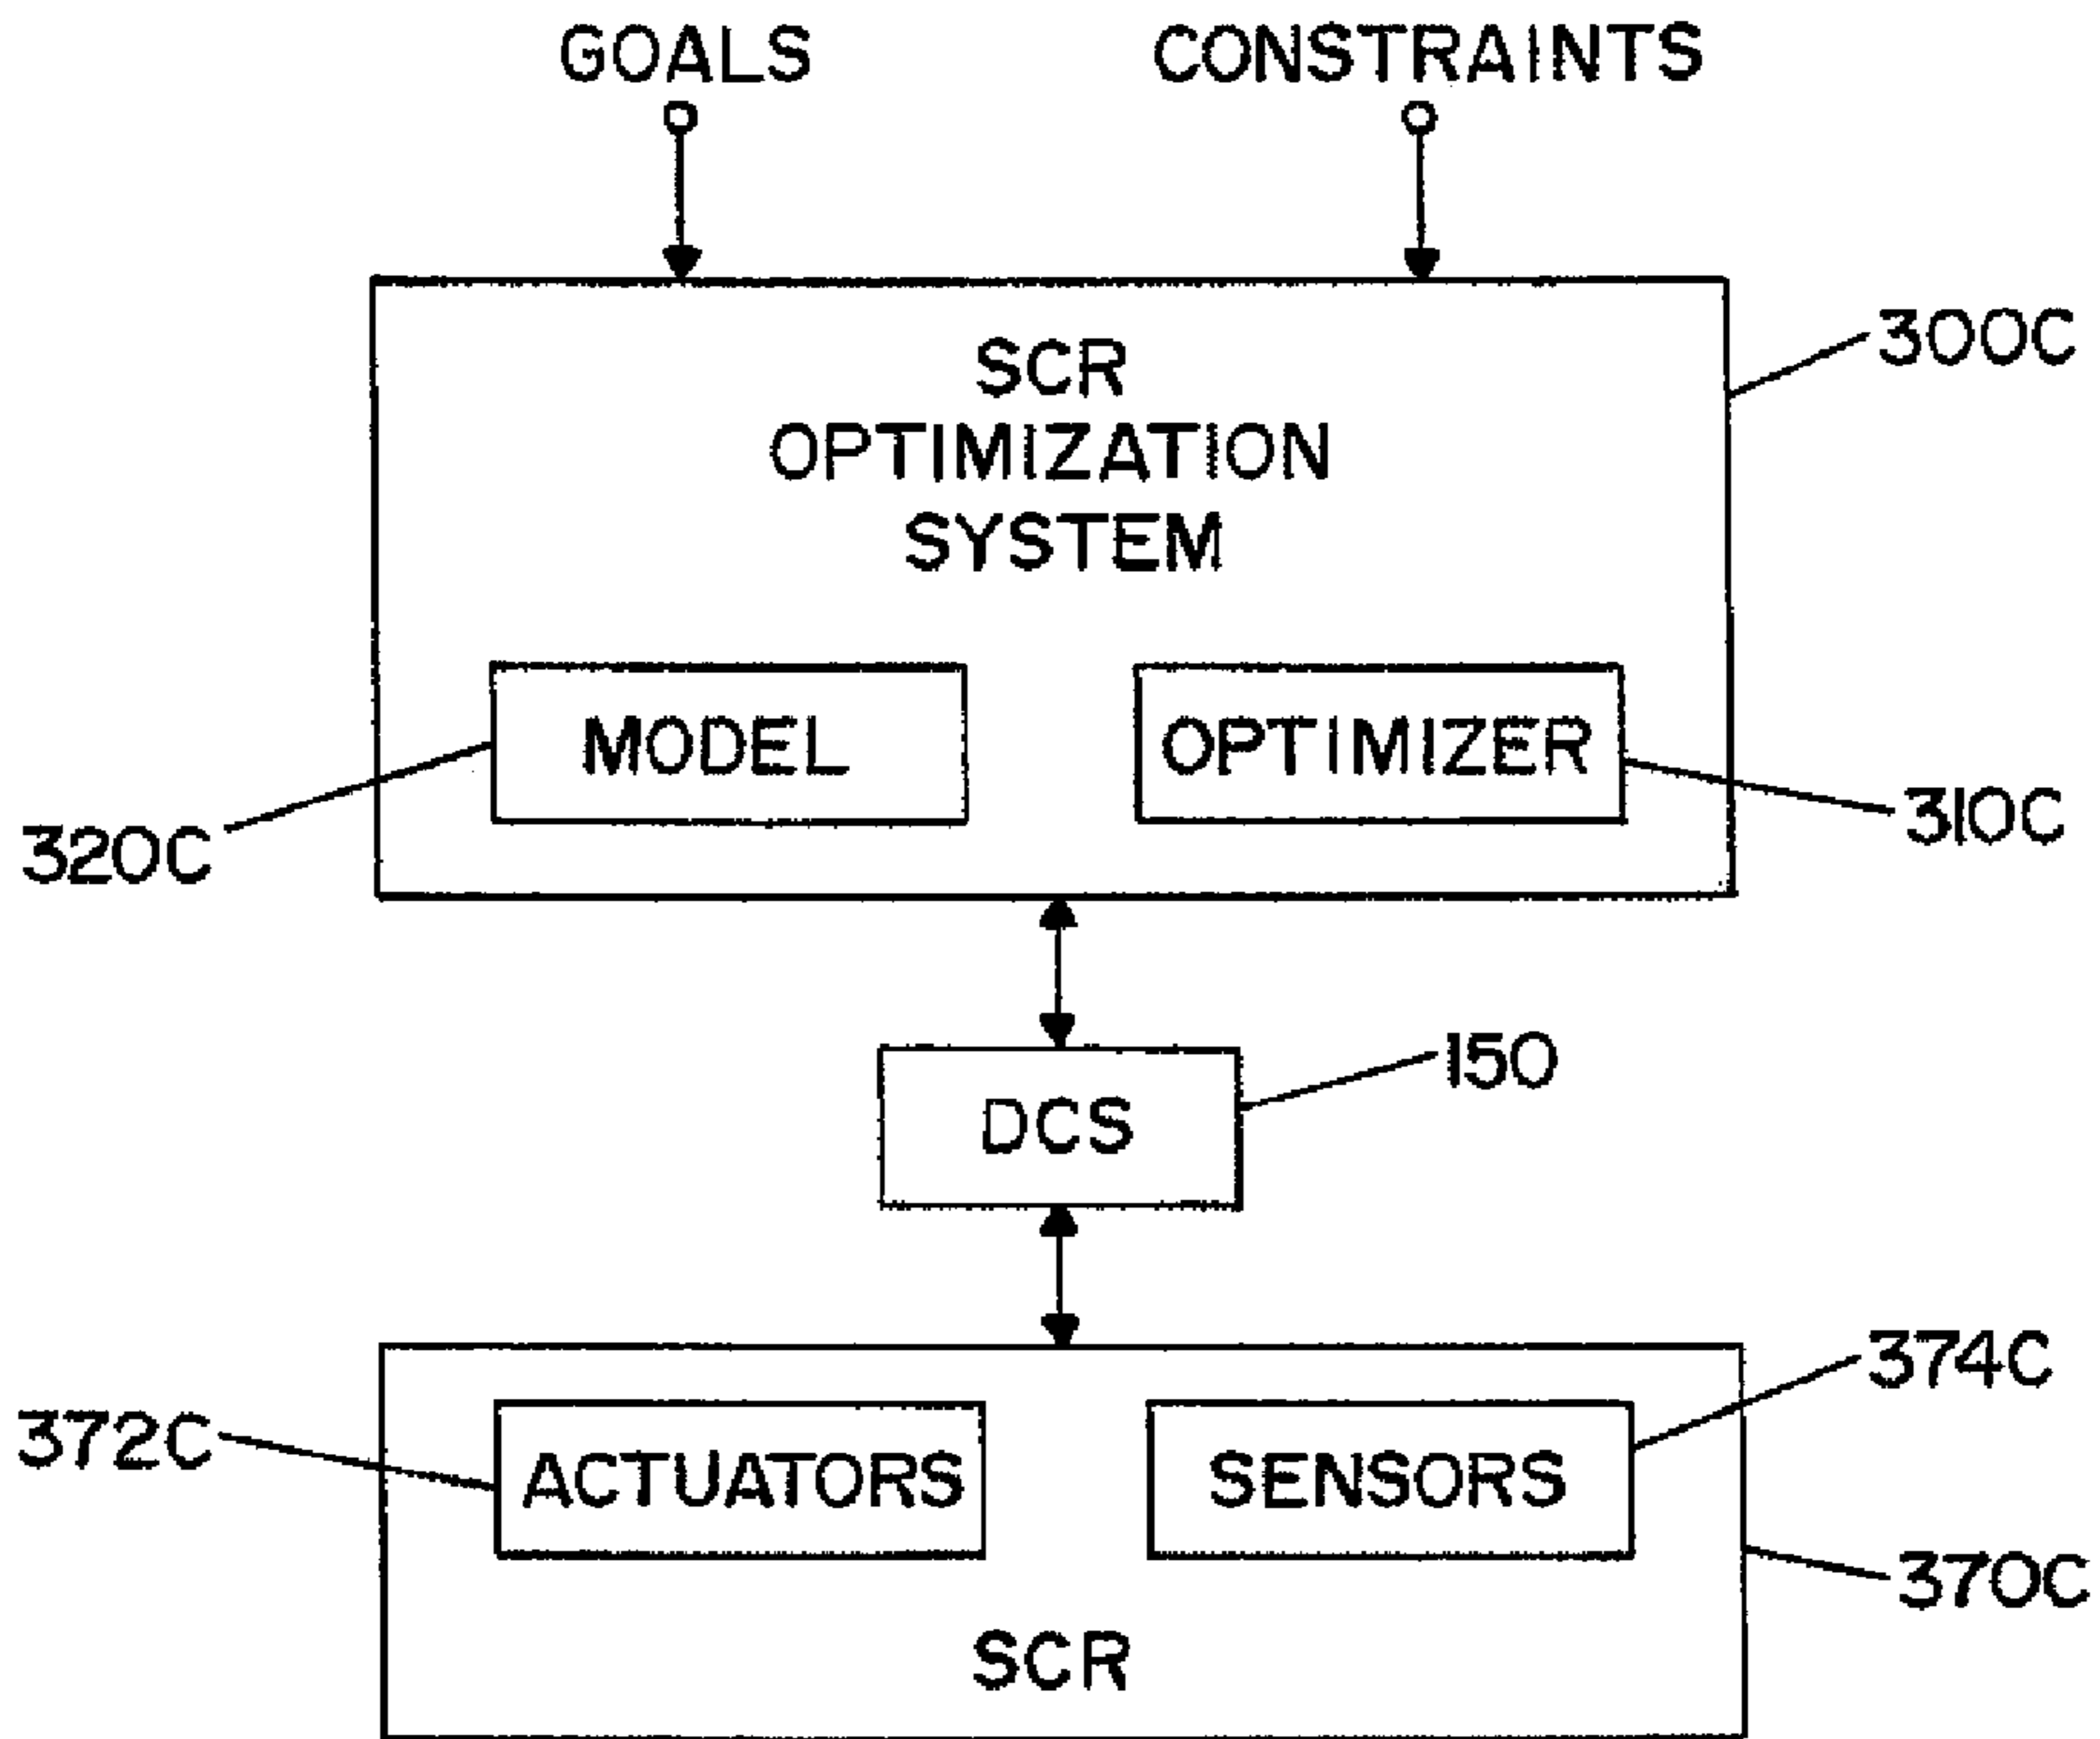 GOALS CONSTRAINTS
300C
SCR
OPTIMIZATION
SYSTEM
MODEL OPTIMIZER
320C 310C
150
DCS
374C
372C
ACTUATORS SENSORS
370C
SCR